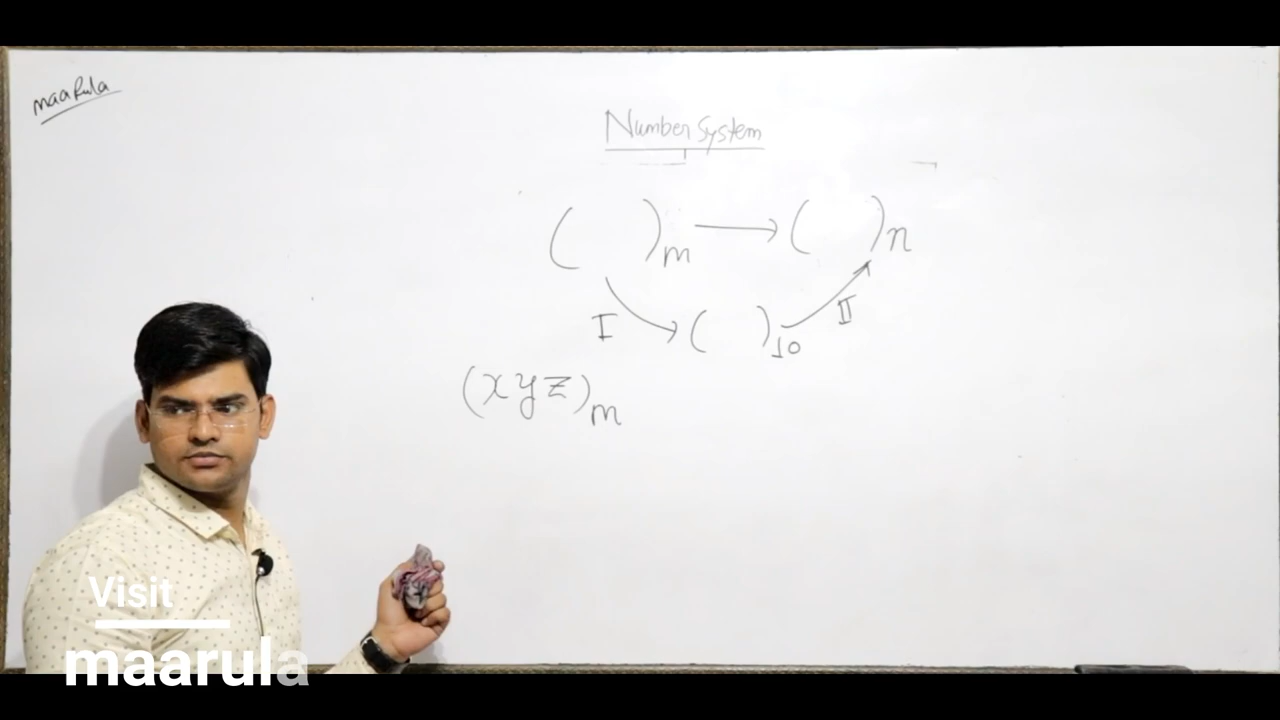 maarula
Number System
( )m → ( )n
I → ( )10 II
(xyz)m
Visit
maarula